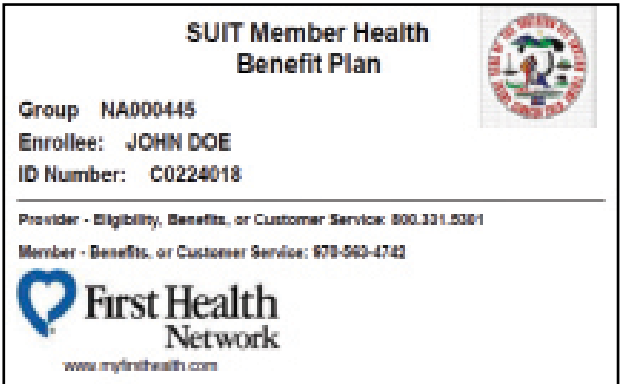 SUIT Member Health
Benefit Plan
Group NA000445
Enrollee: JOHN DOE
ID Number: C0224018
Provider - Eligibility, Benefits, or Customer Service: 800.331.5301
Member - Benefits, or Customer Service: 970-563-4742
First Health
Network
www.myfirsthealth.com